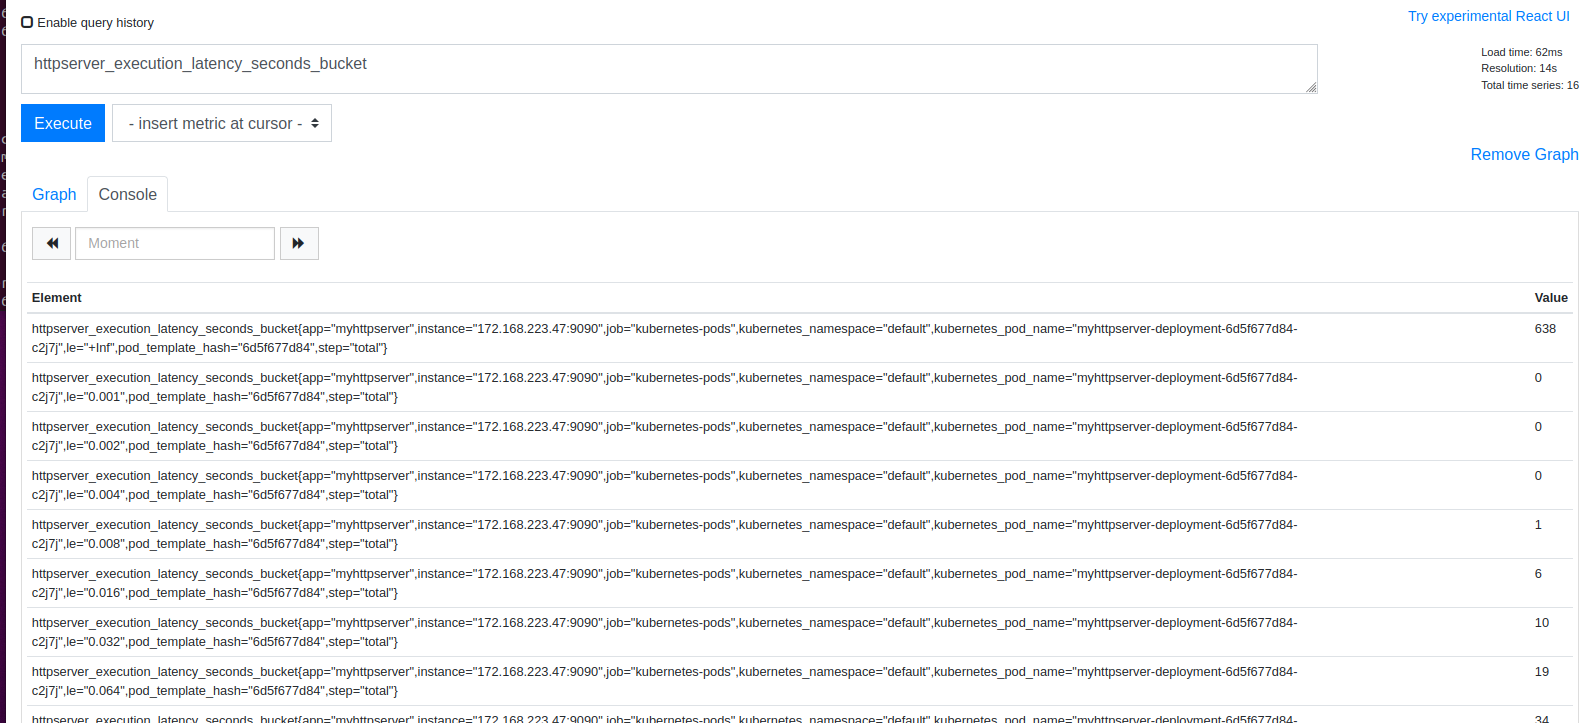 Enable query history
Try experimental React UI
httpserver_execution_latency_seconds_bucket
Load time: 62ms
Resolution: 14s
Total time series: 16
Execute
- insert metric at cursor -
Remove Graph
Graph
Console
Moment
Element
Value
httpserver_execution_latency_seconds_bucket{app="myhttpserver",instance="172.168.223.47:9090",job="kubernetes-pods",kubernetes_namespace="default",kubernetes_pod_name="myhttpserver-deployment-6d5f677d84-
c2j7j",le="+Inf",pod_template_hash="6d5f677d84",step="total"}
638
httpserver_execution_latency_seconds_bucket{app="myhttpserver",instance="172.168.223.47:9090",job="kubernetes-pods",kubernetes_namespace="default",kubernetes_pod_name="myhttpserver-deployment-6d5f677d84-
c2j7j",le="0.001",pod_template_hash="6d5f677d84",step="total"}
0
httpserver_execution_latency_seconds_bucket{app="myhttpserver",instance="172.168.223.47:9090",job="kubernetes-pods",kubernetes_namespace="default",kubernetes_pod_name="myhttpserver-deployment-6d5f677d84-
c2j7j",le="0.002",pod_template_hash="6d5f677d84",step="total"}
0
httpserver_execution_latency_seconds_bucket{app="myhttpserver",instance="172.168.223.47:9090",job="kubernetes-pods",kubernetes_namespace="default",kubernetes_pod_name="myhttpserver-deployment-6d5f677d84-
c2j7j",le="0.004",pod_template_hash="6d5f677d84",step="total"}
0
httpserver_execution_latency_seconds_bucket{app="myhttpserver",instance="172.168.223.47:9090",job="kubernetes-pods",kubernetes_namespace="default",kubernetes_pod_name="myhttpserver-deployment-6d5f677d84-
c2j7j",le="0.008",pod_template_hash="6d5f677d84",step="total"}
1
httpserver_execution_latency_seconds_bucket{app="myhttpserver",instance="172.168.223.47:9090",job="kubernetes-pods",kubernetes_namespace="default",kubernetes_pod_name="myhttpserver-deployment-6d5f677d84-
c2j7j",le="0.016",pod_template_hash="6d5f677d84",step="total"}
6
httpserver_execution_latency_seconds_bucket{app="myhttpserver",instance="172.168.223.47:9090",job="kubernetes-pods",kubernetes_namespace="default",kubernetes_pod_name="myhttpserver-deployment-6d5f677d84-
c2j7j",le="0.032",pod_template_hash="6d5f677d84",step="total"}
10
httpserver_execution_latency_seconds_bucket{app="myhttpserver",instance="172.168.223.47:9090",job="kubernetes-pods",kubernetes_namespace="default",kubernetes_pod_name="myhttpserver-deployment-6d5f677d84-
c2j7j",le="0.064",pod_template_hash="6d5f677d84",step="total"}
19
httpserver_execution_latency_seconds_bucket{app="myhttpserver",instance="172.168.223.47:9090",job="kubernetes-pods",kubernetes_namespace="default",kubernetes_pod_name="myhttpserver-deployment-6d5f677d84-
34